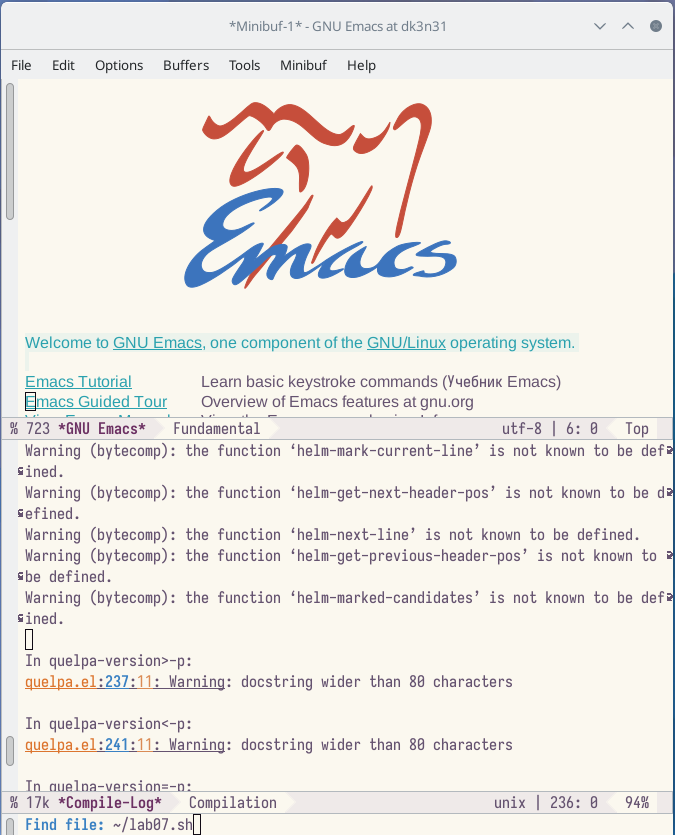 *Minibuf-1* - GNU Emacs at dk3n31
File Edit Options Buffers Tools Minibuf Help
Emacs
Welcome to GNU Emacs, one component of the GNU/Linux operating system.
Emacs Tutorial Learn basic keystroke commands (Учебник Emacs)
Emacs Guided Tour Overview of Emacs features at gnu.org
% 723 *GNU Emacs* Fundamental utf-8 | 6: 0 Top
Warning (bytecomp): the function ‘helm-mark-current-line’ is not known to be def
ined.
Warning (bytecomp): the function ‘helm-get-next-header-pos’ is not known to be d
efined.
Warning (bytecomp): the function ‘helm-next-line’ is not known to be defined.
Warning (bytecomp): the function ‘helm-get-previous-header-pos’ is not known to
be defined.
Warning (bytecomp): the function ‘helm-marked-candidates’ is not known to be def
ined.
In quelpa-version>-p:
quelpa.el:237:11: Warning: docstring wider than 80 characters
In quelpa-version<-p:
quelpa.el:241:11: Warning: docstring wider than 80 characters
In quelpa-version=-p:
% 17k *Compile-Log* Compilation unix | 236: 0 94%
Find file: ~/lab07.sh